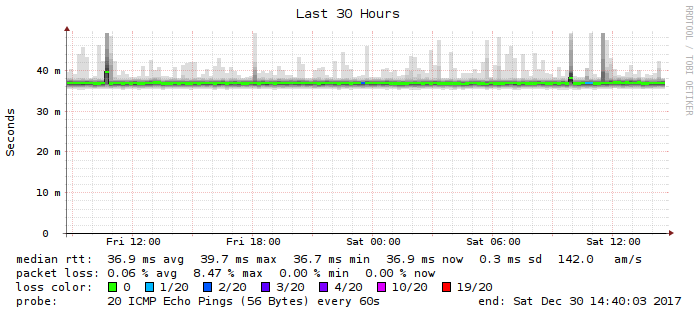 Last 30 Hours
RRDTOOL / TOBI OETIKER
Seconds
40 m
30 m
20 m
10 m
0
Fri 12:00 Fri 18:00 Sat 00:00 Sat 06:00 Sat 12:00
median rtt: 36.9 ms avg 39.7 ms max 36.7 ms min 36.9 ms now 0.3 ms sd 142.0 am/s
packet loss: 0.06 % avg 8.47 % max 0.00 % min 0.00 % now
loss color: 0 1/20 2/20 3/20 4/20 10/20 19/20
probe: 20 ICMP Echo Pings (56 Bytes) every 60s end: Sat Dec 30 14:40:03 2017